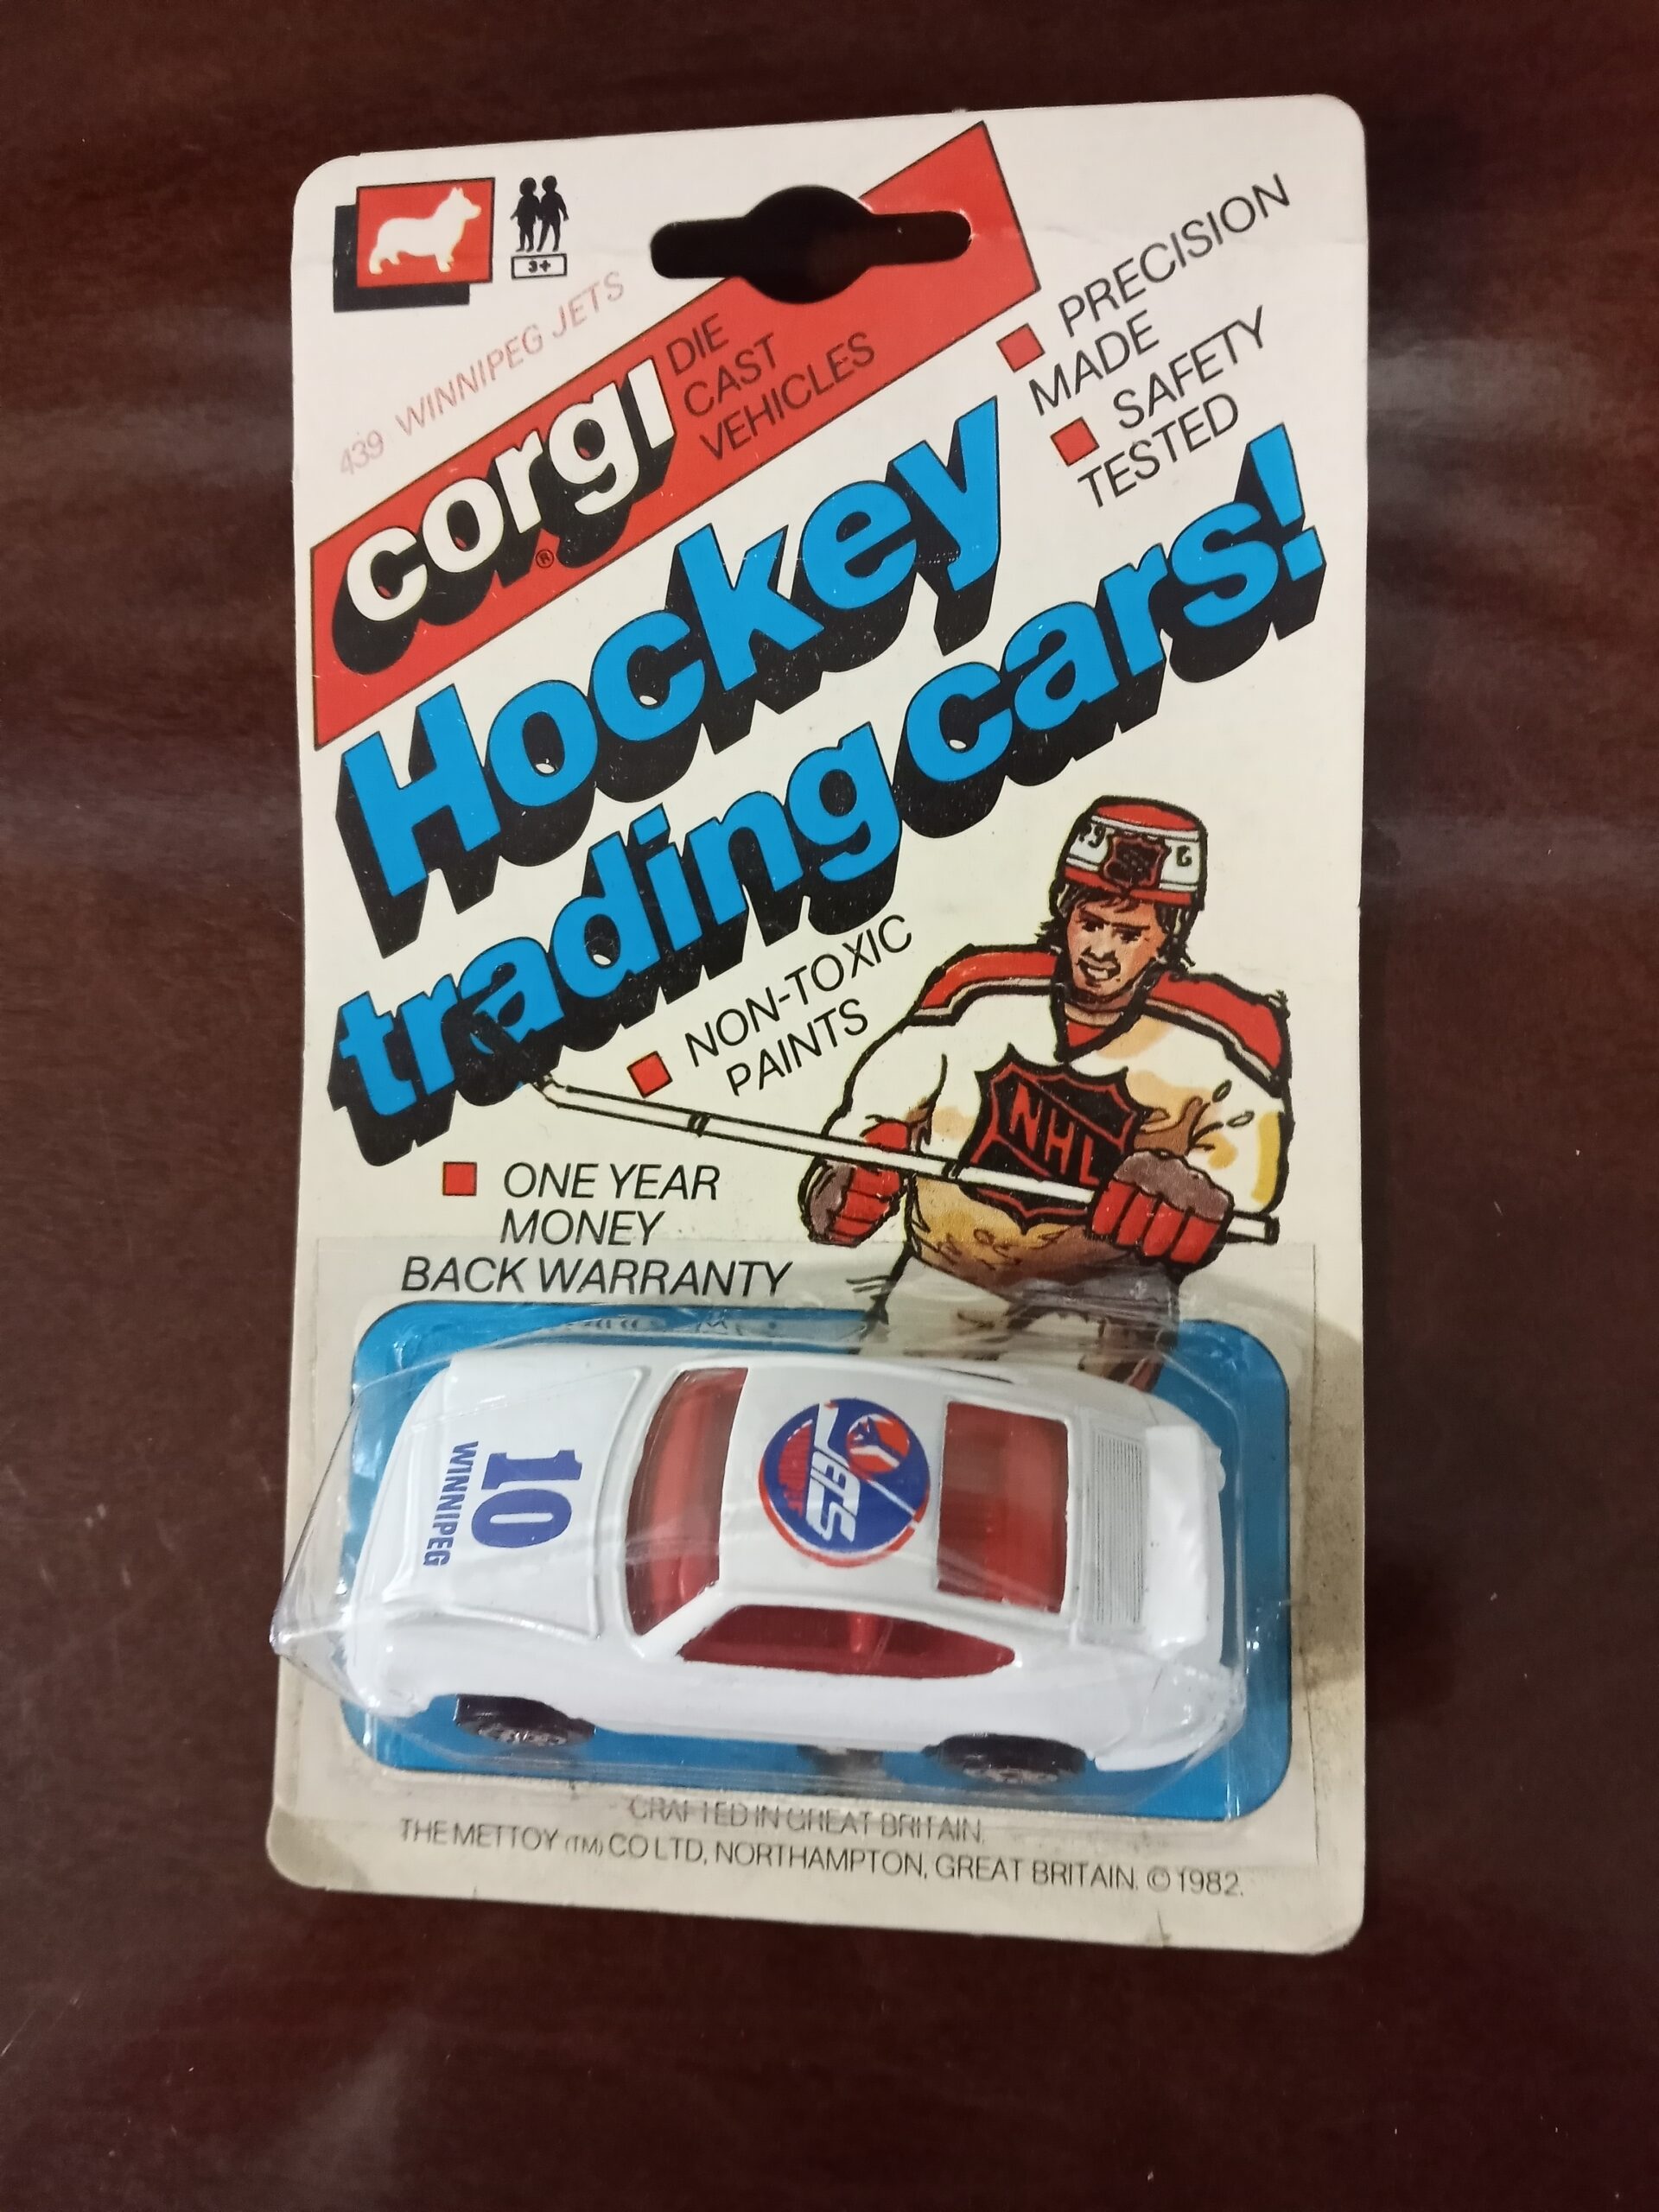 3+
439 WINNIPEG JETS
corgi®
DIE
CAST
VEHICLES
PRECISION
MADE
SAFETY
TESTED
Hockey
trading cars!
NON-TOXIC
PAINTS
NHL
ONE YEAR
MONEY
BACK WARRANTY
10
WINNIPEG
JETS
CRAFTED IN GREAT BRITAIN.
THE METTOY (TM) CO LTD, NORTHAMPTON, GREAT BRITAIN. © 1982.